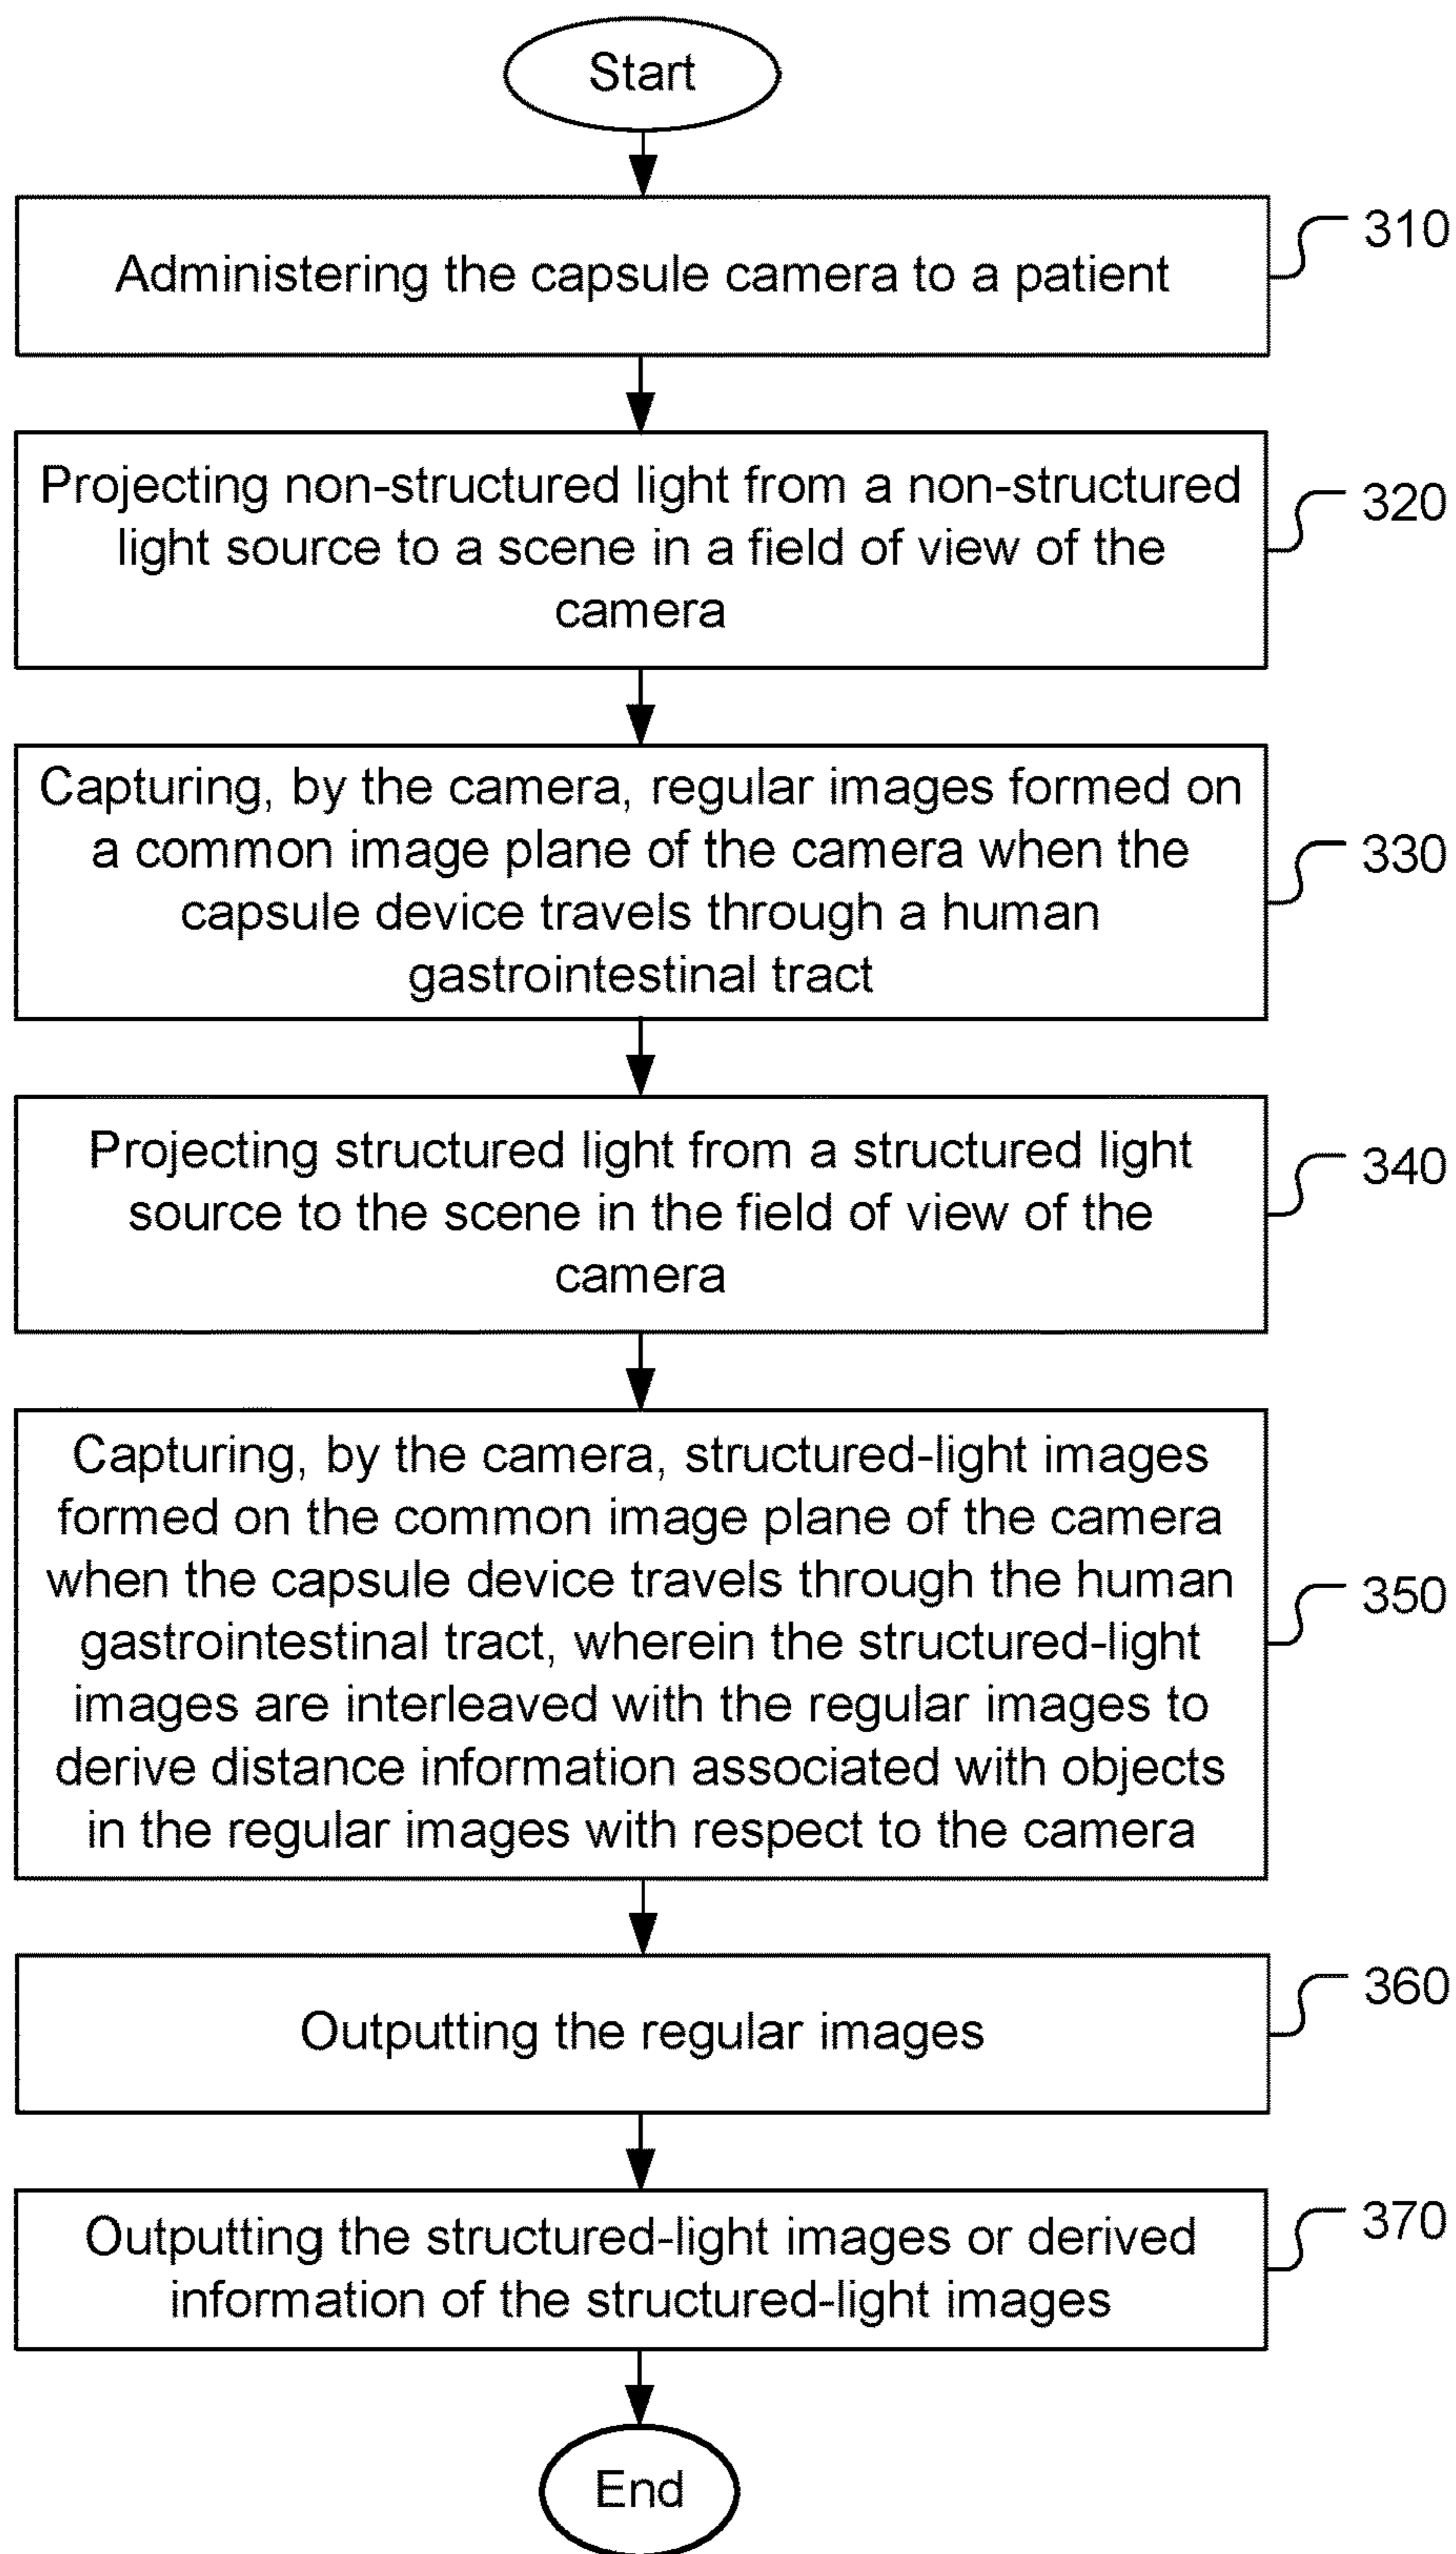 Start
310
Administering the capsule camera to a patient
Projecting non-structured light from a non-structured
320
light source to a scene in a field of view of the
camera
Capturing, by the camera, regular images formed on
a common image plane of the camera when the
330
capsule device travels through a human
gastrointestinal tract
Projecting structured light from a structured light
340
source to the scene in the field of view of the
camera
Capturing, by the camera, structured-light images
formed on the common image plane of the camera
when the capsule device travels through the human
350
gastrointestinal tract, wherein the structured-light
images are interleaved with the regular images to
derive distance information associated with objects
in the regular images with respect to the camera
360
Outputting the regular images
370
Outputting the structured-light images or derived
information of the structured-light images
End